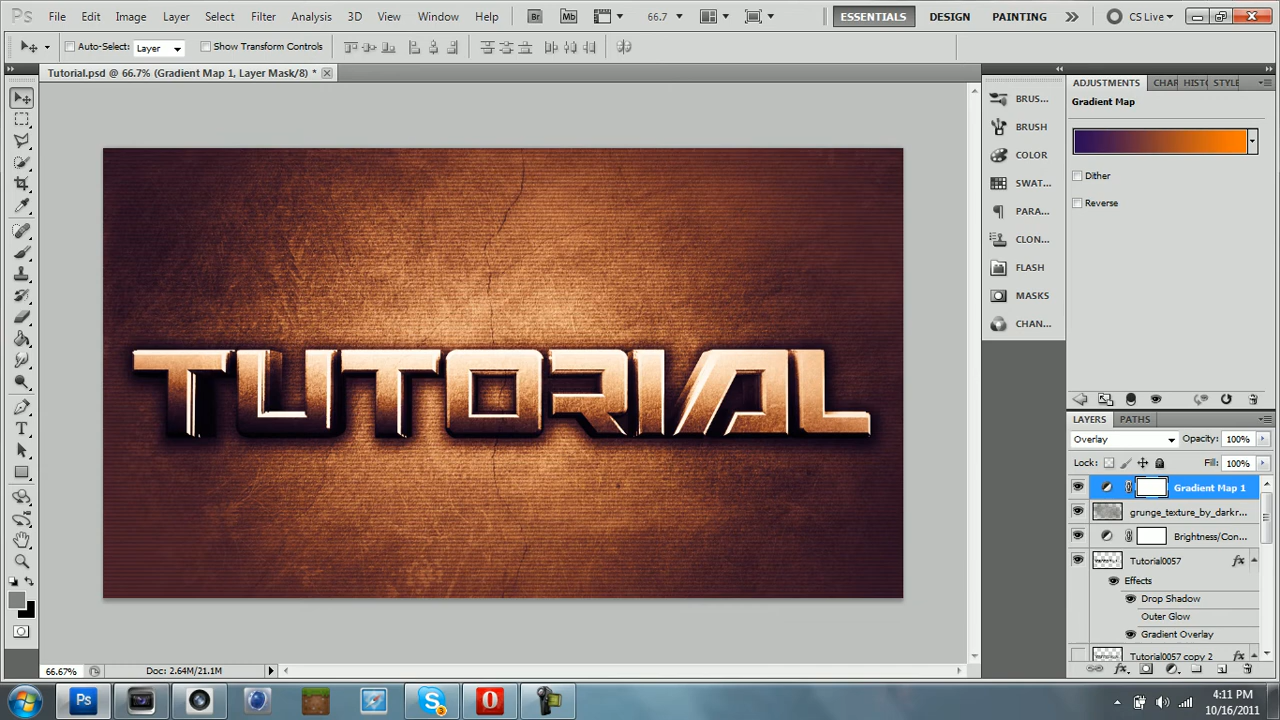 Ps File Edit Image Layer Select Filter Analysis 3D View Window Help Br Mb 66.7 ESSENTIALS DESIGN PAINTING CS Live
Auto-Select: Layer Show Transform Controls
Tutorial.psd @ 66.7% (Gradient Map 1, Layer Mask/8) *
TUTORIAL
BRUS...
BRUSH
COLOR
SWAT...
PARA...
CLON...
FLASH
MASKS
CHAN...
ADJUSTMENTS CHAR HISTO STYLE
Gradient Map
Dither
Reverse
LAYERS PATHS
Overlay Opacity: 100%
Lock: Fill: 100%
Gradient Map 1
grunge_texture_by_darkr...
Brightness/Con...
Tutorial0057 fx
Effects
Drop Shadow
Outer Glow
Gradient Overlay
Tutorial0057 copy 2 fx
66.67% Doc: 2.64M/21.1M
Ps
4:11 PM
10/16/2011